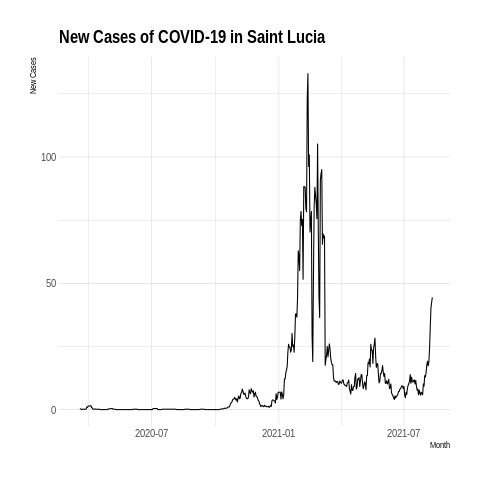 New Cases of COVID-19 in Saint Lucia
New Cases
100
50
0
2020-07
2021-01
2021-07
Month